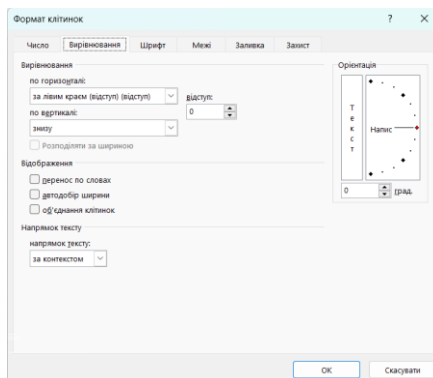 Формат клітинок ? ×
Число Вирівнювання Шрифт Межі Заливка Захист
Вирівнювання Орієнтація
по горизонталі:
за лівим краєм (відступ) (відступ) відступ:
по вертикалі: 0
знизу
Розподіляти за шириною
Т
е
к
с
т
Напис
0 град.
Відображення
перенос по словах
автодобір ширини
об'єднання клітинок
Напрямок тексту
напрямок тексту:
за контекстом
ОК Скасувати